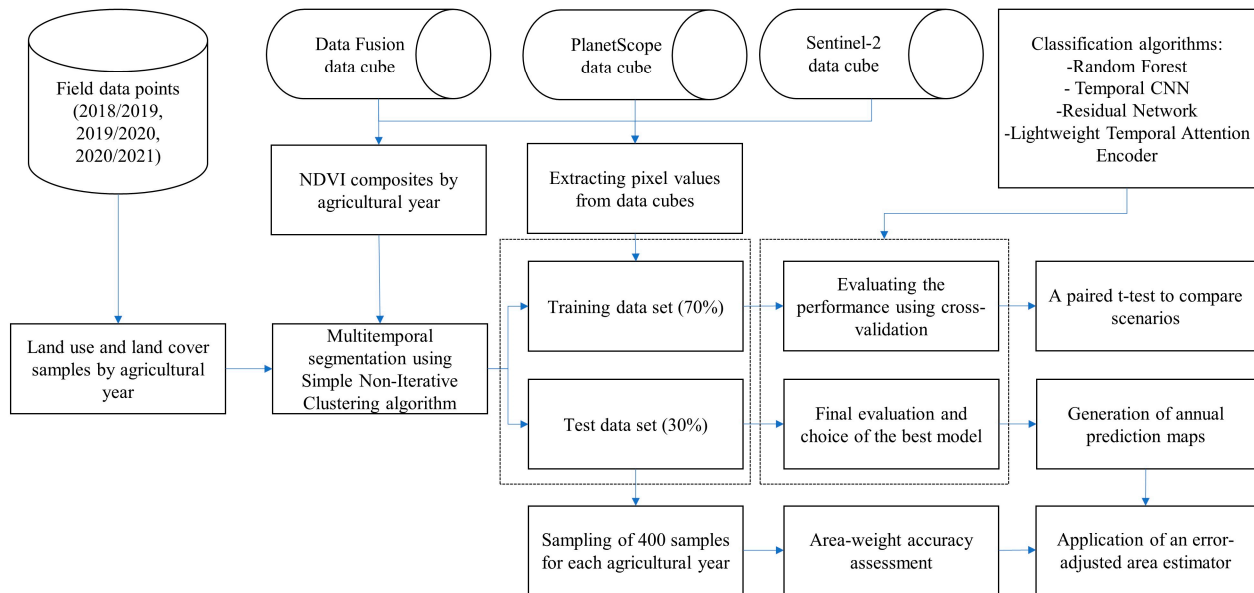 Field data points
(2018/2019,
2019/2020,
2020/2021)
Data Fusion
data cube
PlanetScope
data cube
Sentinel-2
data cube
Classification algorithms:
-Random Forest
- Temporal CNN
-Residual Network
-Lightweight Temporal Attention
Encoder
NDVI composites by
agricultural year
Extracting pixel values
from data cubes
Land use and land cover
samples by agricultural
year
Multitemporal
segmentation using
Simple Non-Iterative
Clustering algorithm
Training data set (70%)
Evaluating the
performance using cross-
validation
A paired t-test to compare
scenarios
Test data set (30%)
Final evaluation and
choice of the best model
Generation of annual
prediction maps
Sampling of 400 samples
for each agricultural year
Area-weight accuracy
assessment
Application of an error-
adjusted area estimator